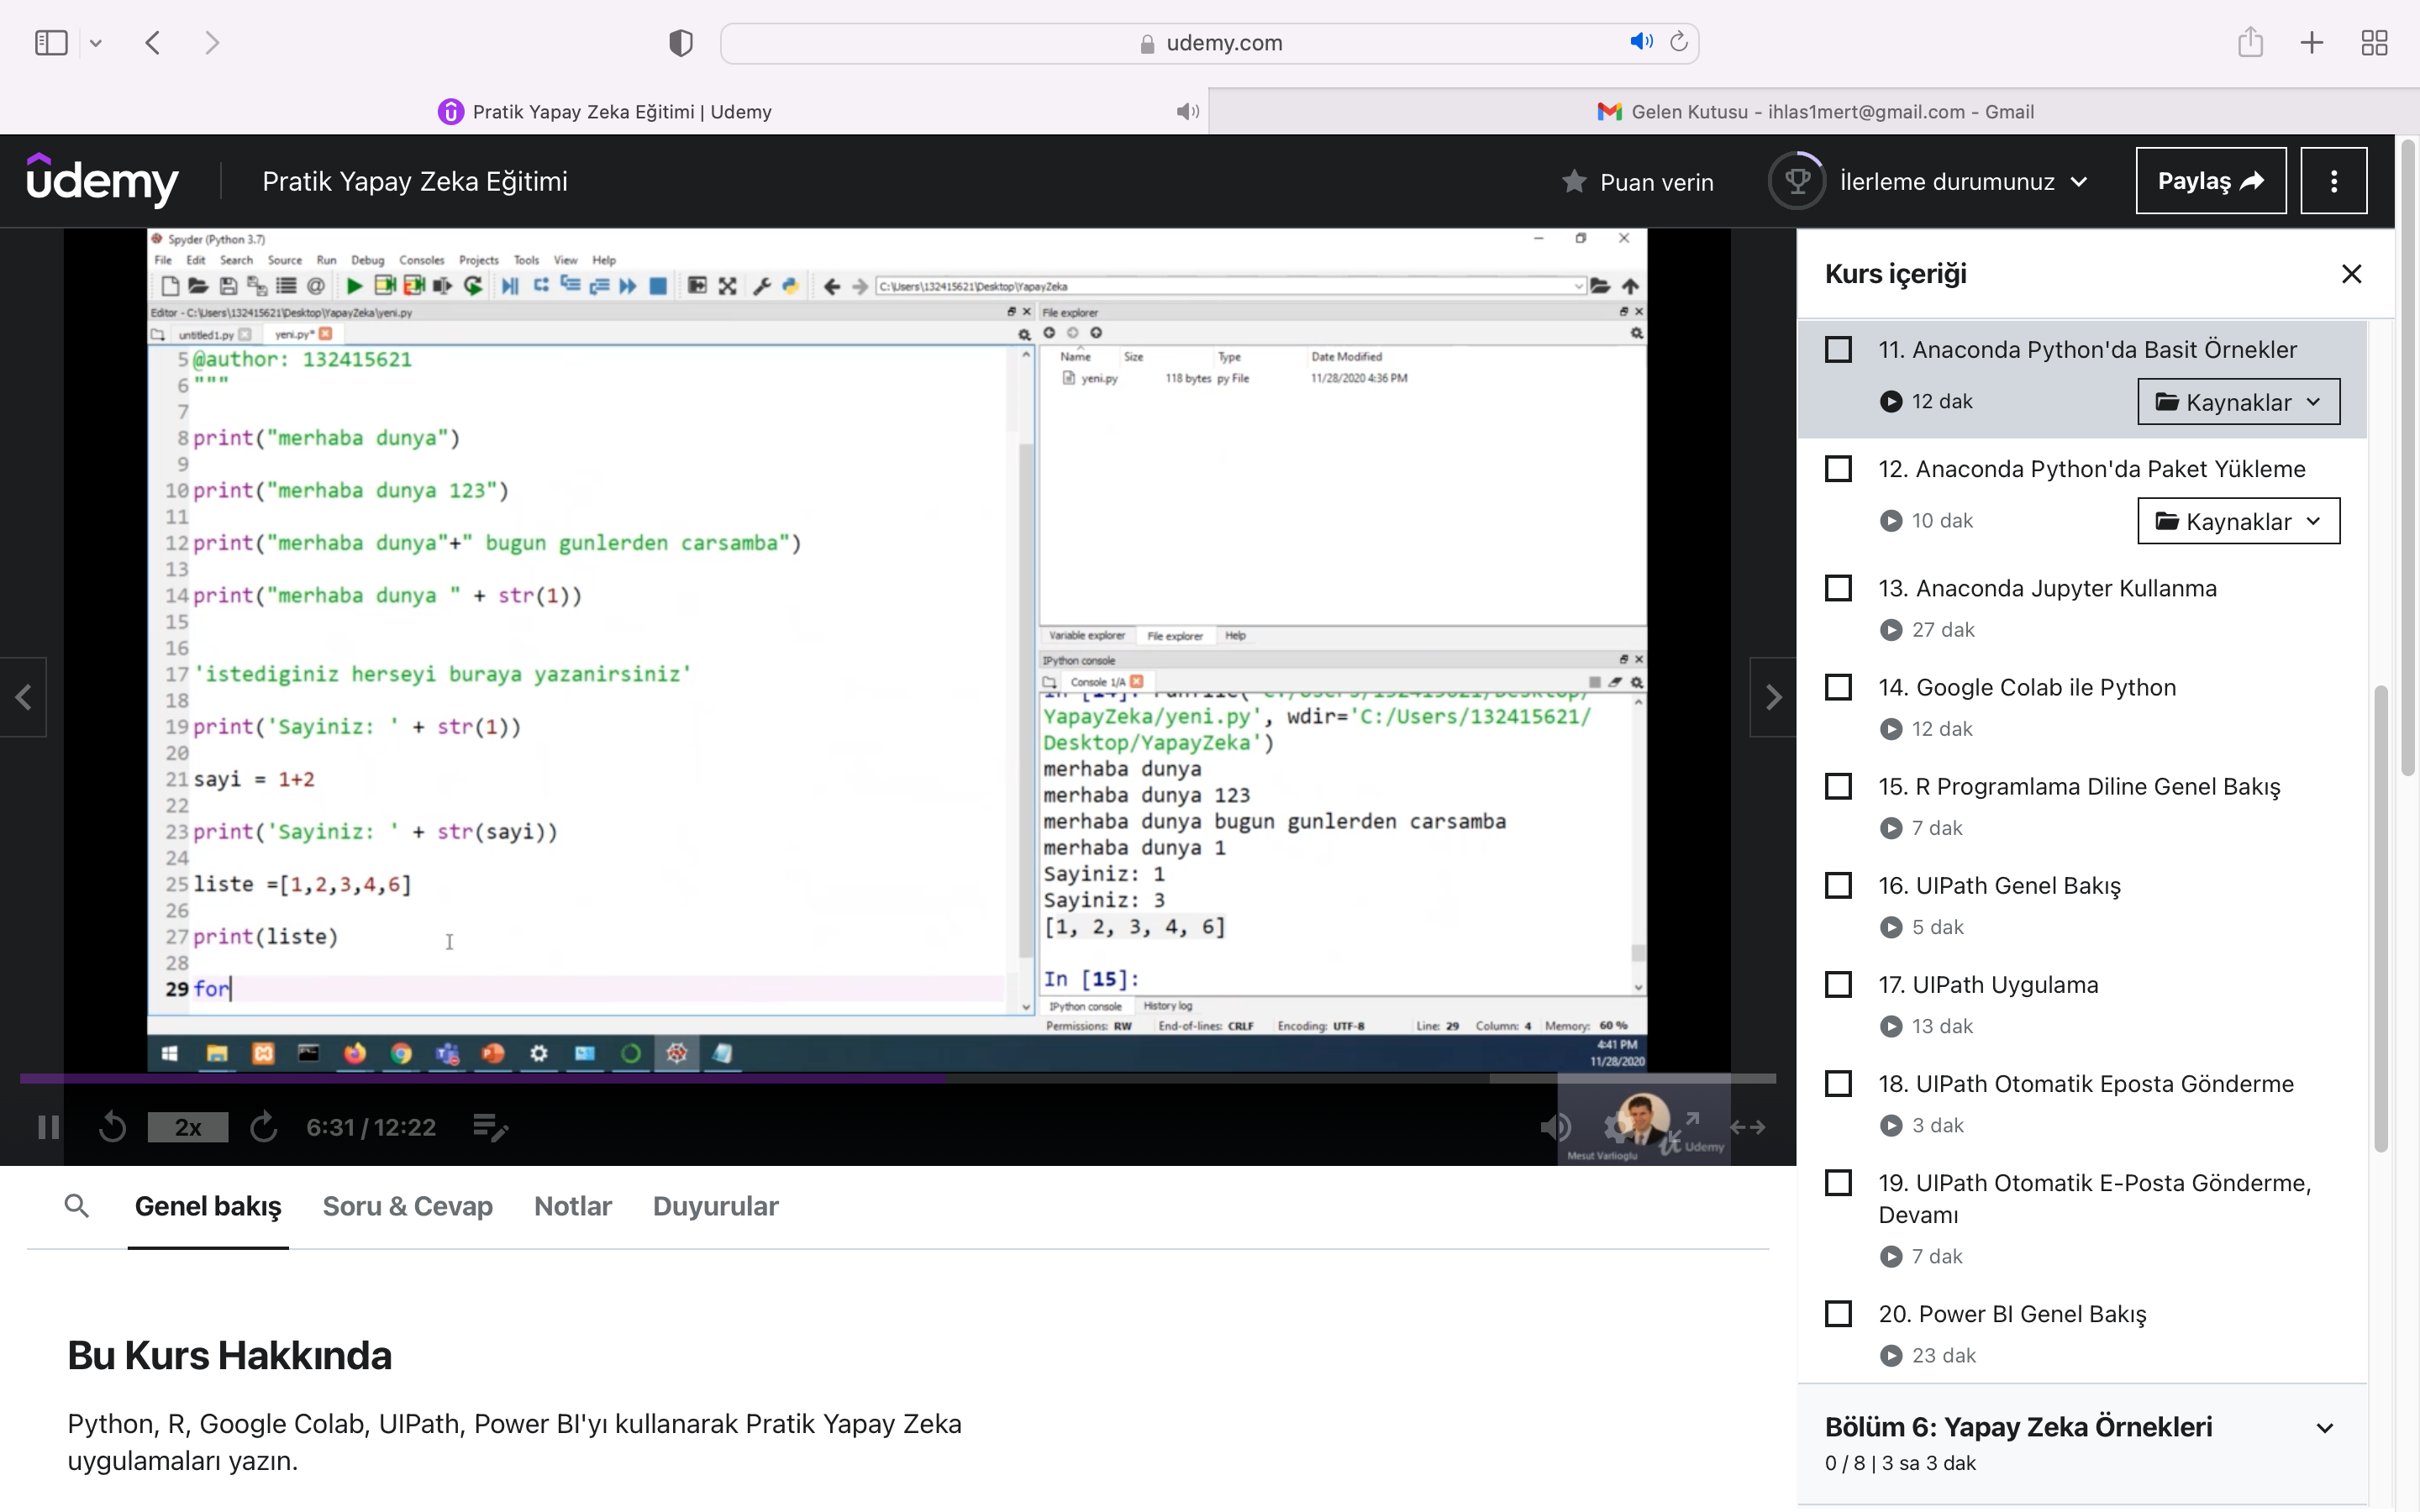 udemy.com
Pratik Yapay Zeka Eğitimi | Udemy
Gelen Kutusu - ihlas1mert@gmail.com - Gmail
udemy
Pratik Yapay Zeka Eğitimi
Puan verin
İlerleme durumunuz
Paylaş
Spyder (Python 3.7)
File Edit Search Source Run Debug Consoles Projects Tools View Help
C:\Users\132415621\Desktop\YapayZeka
Editor - C:\Users\132415621\Desktop\YapayZeka\yeni.py
untitled1.py yeni.py*
5 @author: 132415621
6 """
7
8 print("merhaba dunya")
9
10 print("merhaba dunya 123")
11
12 print("merhaba dunya"+" bugun gunlerden carsamba")
13
14 print("merhaba dunya " + str(1))
15
16
17 'istediginiz herseyi buraya yazanirsiniz'
18
19 print('Sayiniz: ' + str(1))
20
21 sayi = 1+2
22
23 print('Sayiniz: ' + str(sayi))
24
25 liste =[1,2,3,4,6]
26
27 print(liste)
28
29 for
File explorer
Name Size Type Date Modified
yeni.py 118 bytes py File 11/28/2020 4:36 PM
Variable explorer File explorer Help
IPython console
Console 1/A
YapayZeka/yeni.py', wdir='C:/Users/132415621/
Desktop/YapayZeka')
merhaba dunya
merhaba dunya 123
merhaba dunya bugun gunlerden carsamba
merhaba dunya 1
Sayiniz: 1
Sayiniz: 3
[1, 2, 3, 4, 6]
In [15]:
IPython console History log
Permissions: RW End-of-lines: CRLF Encoding: UTF-8 Line: 29 Column: 4 Memory: 60 %
4:41 PM
11/28/2020
2x
6:31 / 12:22
Mesut Varlioglu
Udemy
Kurs içeriği
11. Anaconda Python'da Basit Örnekler
12 dak
Kaynaklar
12. Anaconda Python'da Paket Yükleme
10 dak
Kaynaklar
13. Anaconda Jupyter Kullanma
27 dak
14. Google Colab ile Python
12 dak
15. R Programlama Diline Genel Bakış
7 dak
16. UIPath Genel Bakış
5 dak
17. UIPath Uygulama
13 dak
18. UIPath Otomatik Eposta Gönderme
3 dak
19. UIPath Otomatik E-Posta Gönderme,
Devamı
7 dak
20. Power BI Genel Bakış
23 dak
Bölüm 6: Yapay Zeka Örnekleri
0 / 8 | 3 sa 3 dak
Genel bakış
Soru & Cevap
Notlar
Duyurular
Bu Kurs Hakkında
Python, R, Google Colab, UIPath, Power BI'yı kullanarak Pratik Yapay Zeka
uygulamaları yazın.